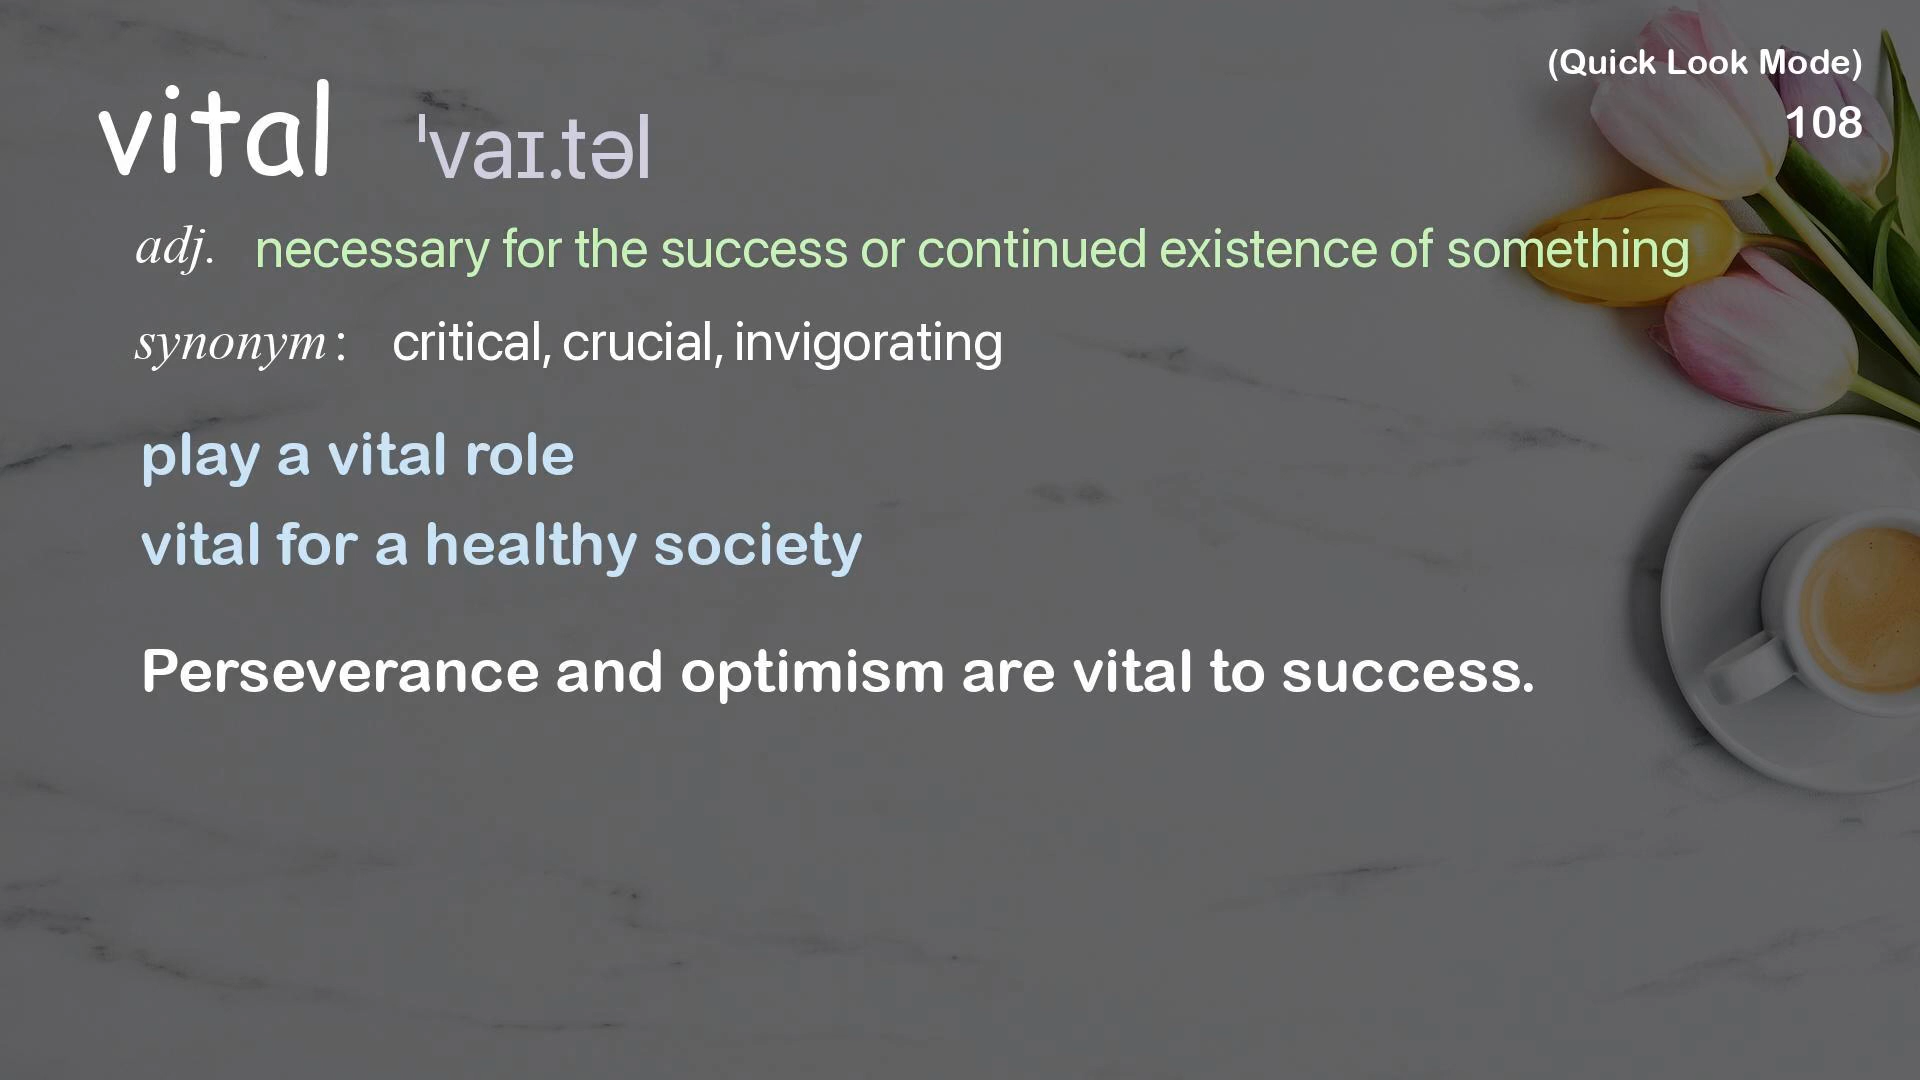 (Quick Look Mode)
108
vital ˈvaɪ.təl
adj. necessary for the success or continued existence of something
synonym : critical, crucial, invigorating
play a vital role
vital for a healthy society
Perseverance and optimism are vital to success.